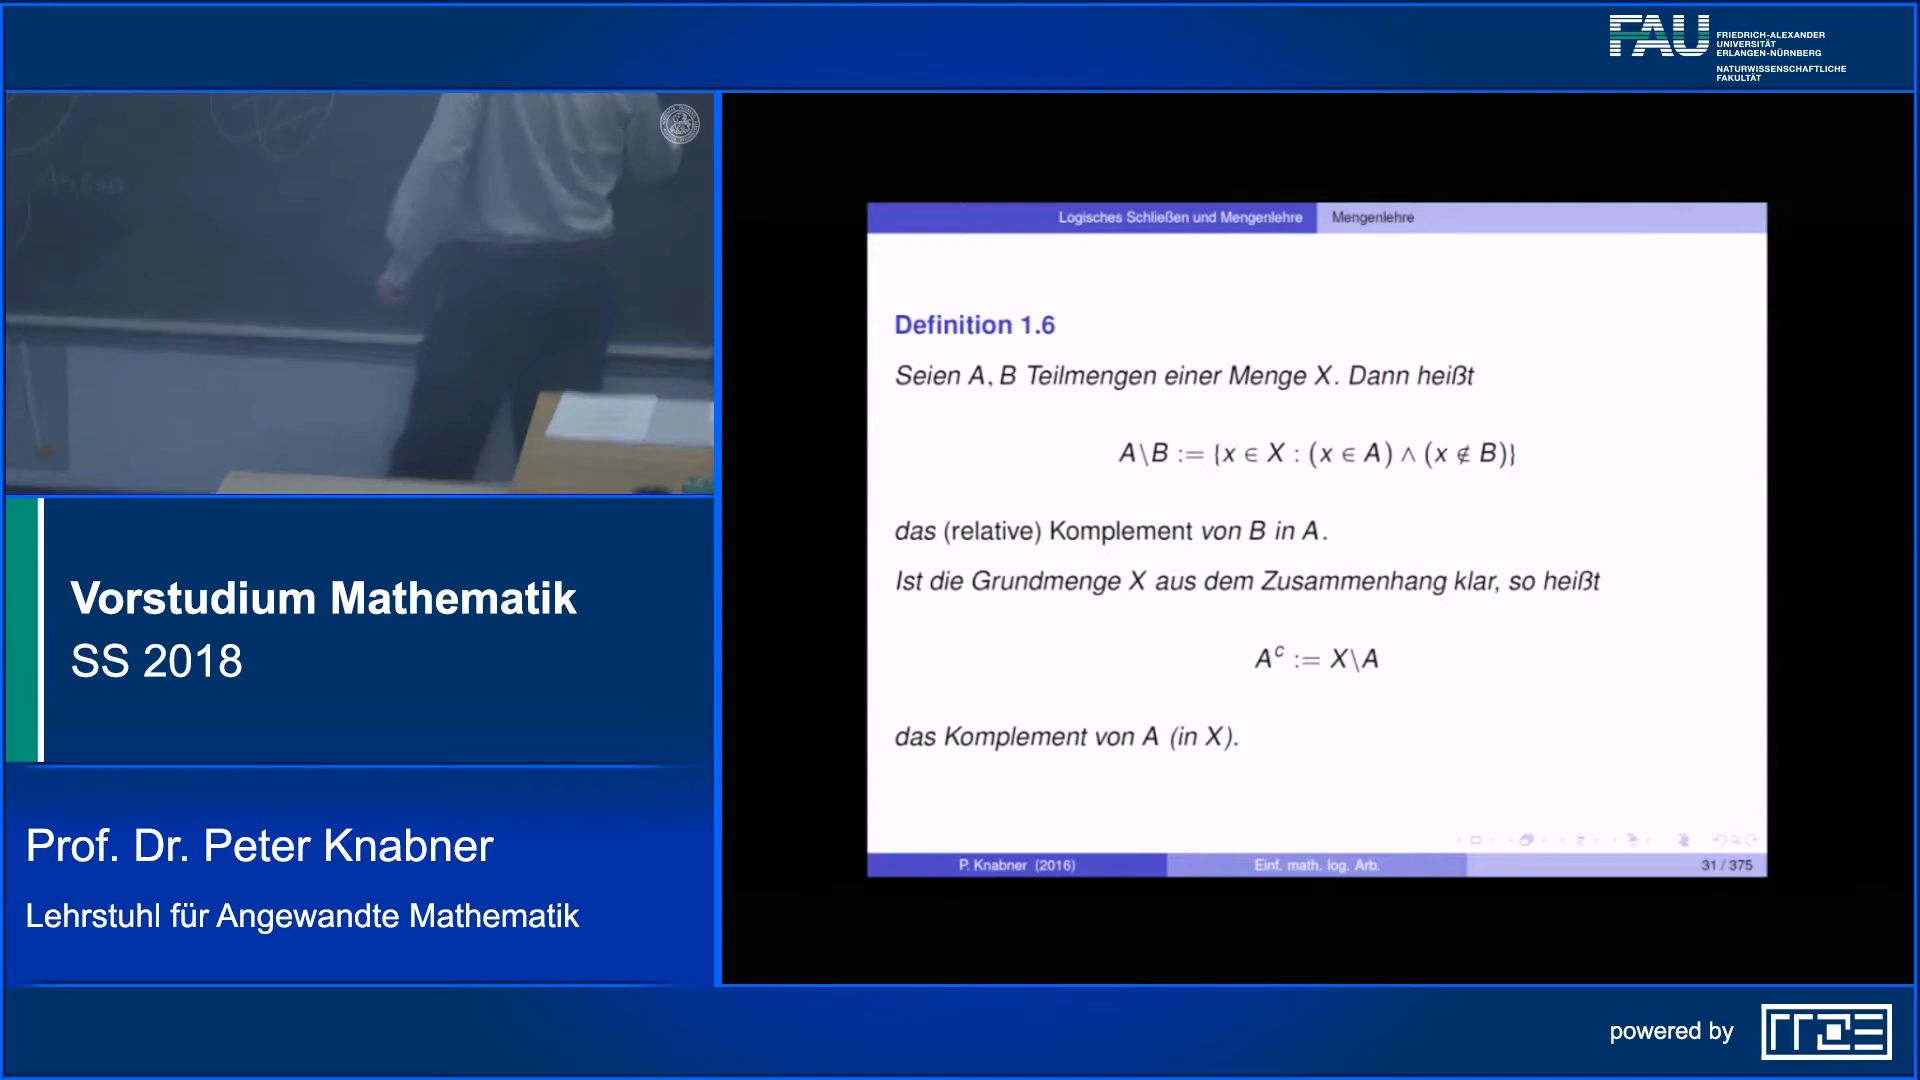 FAU
FRIEDRICH-ALEXANDER
UNIVERSITÄT
ERLANGEN-NÜRNBERG
NATURWISSENSCHAFTLICHE
FAKULTÄT
Vorstudium Mathematik
SS 2018
Prof. Dr. Peter Knabner
Lehrstuhl für Angewandte Mathematik
Logisches Schließen und Mengenlehre Mengenlehre
Definition 1.6
Seien A, B Teilmengen einer Menge X. Dann heißt
A\B := {x ∈ X : (x ∈ A) ∧ (x ∉ B)}
das (relative) Komplement von B in A.
Ist die Grundmenge X aus dem Zusammenhang klar, so heißt
Aᶜ := X\A
das Komplement von A (in X).
P. Knabner (2016) Einf. math. log. Arb. 31 / 375
powered by
rrze